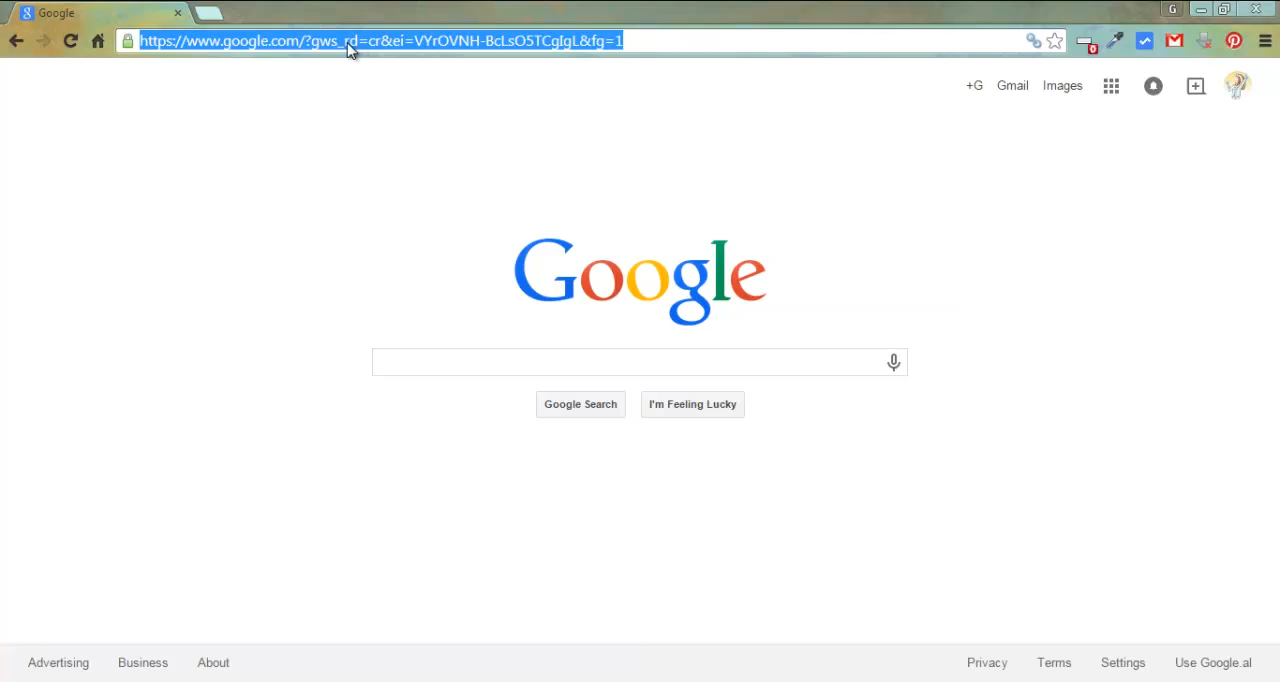 Google
G
https://www.google.com/?gws_rd=cr&ei=VYrOVNH-BcLsO5TCgIgL&fg=1
0
+G Gmail Images
Google
Google Search I'm Feeling Lucky
Advertising Business About Privacy Terms Settings Use Google.al